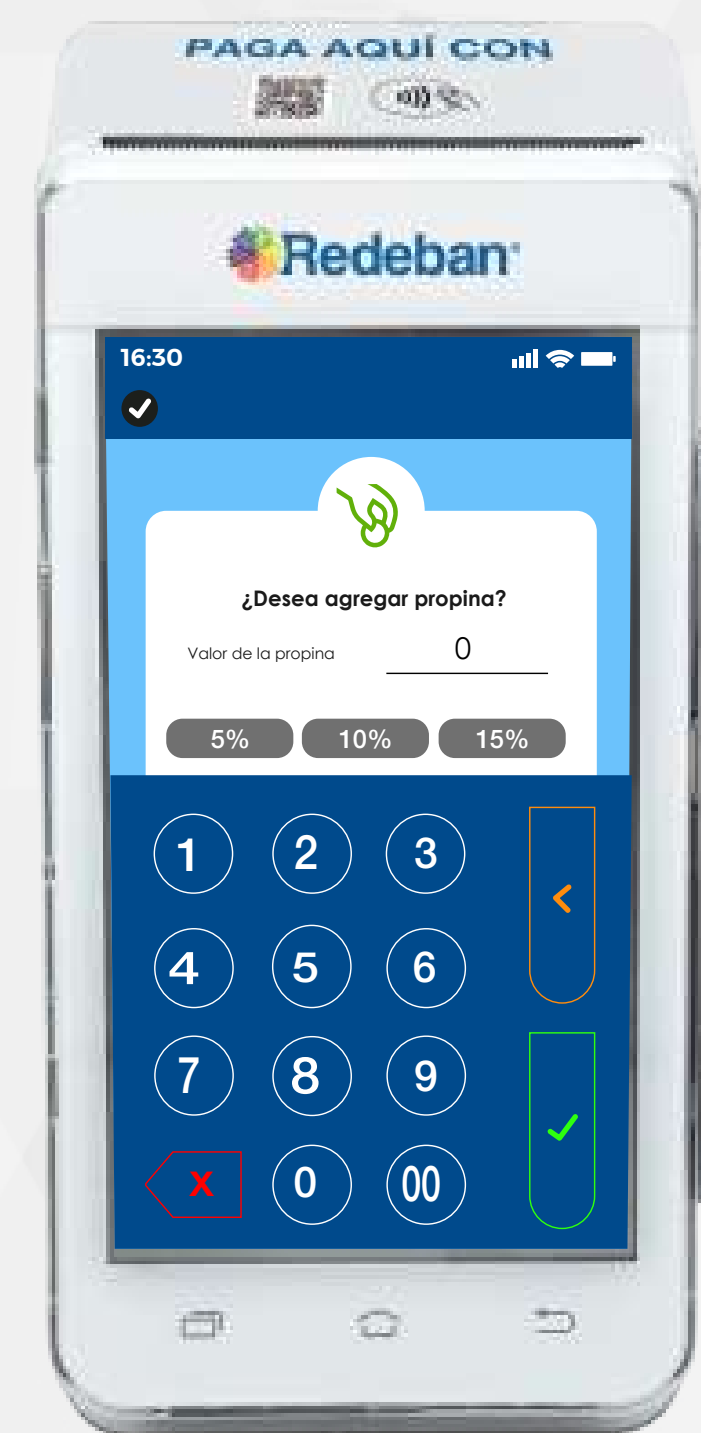 PAGA AQUÍ CON
Redeban
16:30
¿Desea agregar propina?
Valor de la propina 0
5% 10% 15%
1 2 3
<
4 5 6
7 8 9
X 0 00